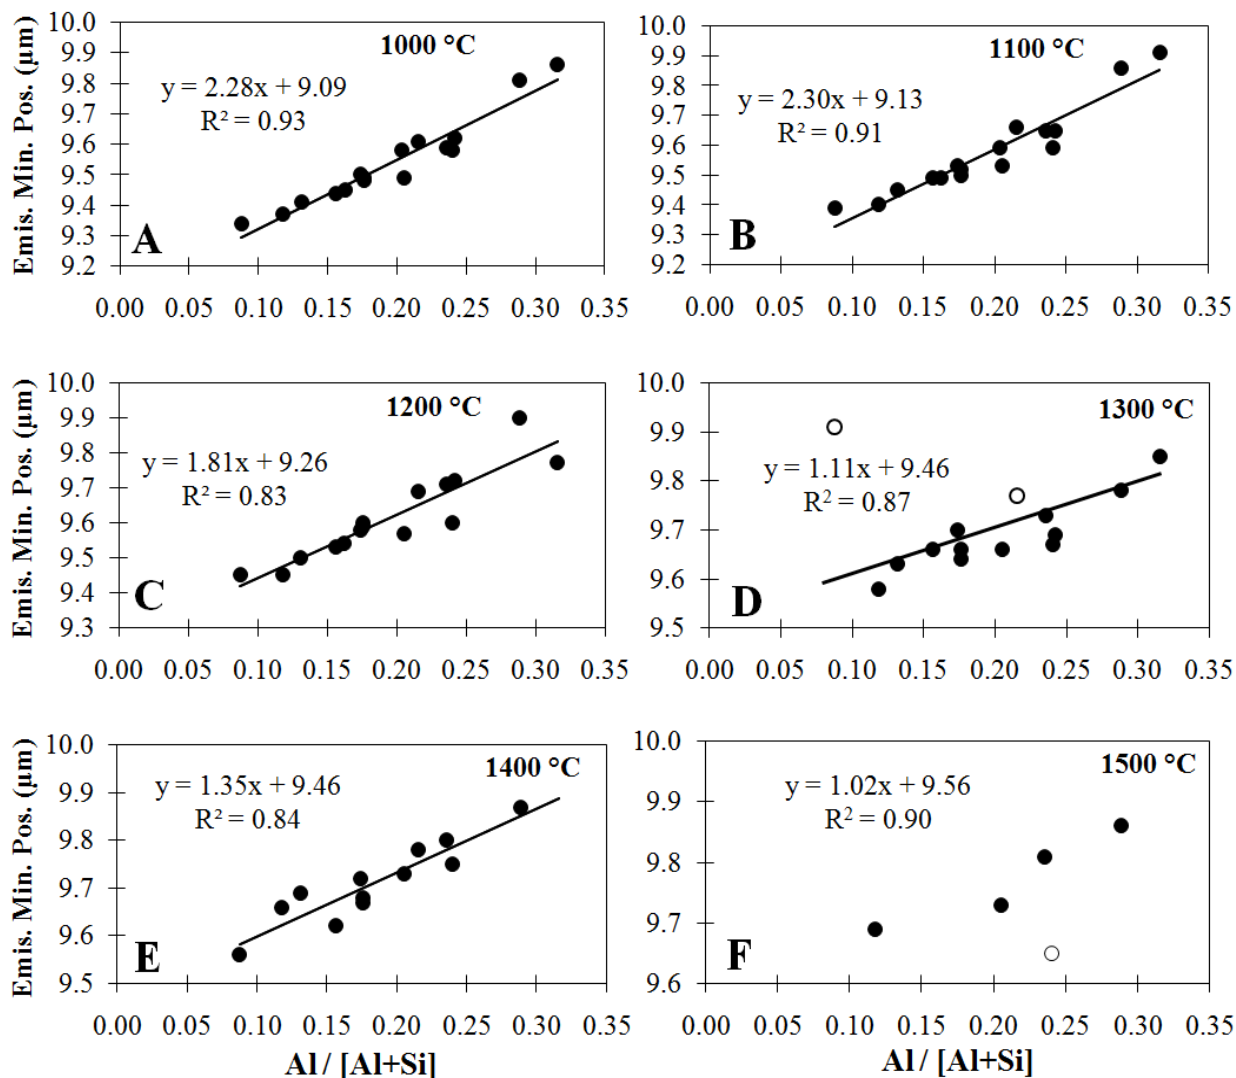 Emis. Min. Pos. (µm)
10.0
9.9
9.8
9.7
9.6
9.5
9.4
9.3
9.2
1000 °C
y = 2.28x + 9.09
R² = 0.93
A
0.00 0.05 0.10 0.15 0.20 0.25 0.30 0.35
10.0
9.9
9.8
9.7
9.6
9.5
9.4
9.3
9.2
1100 °C
y = 2.30x + 9.13
R² = 0.91
B
0.00 0.05 0.10 0.15 0.20 0.25 0.30 0.35
Emis. Min. Pos. (µm)
10.0
9.9
9.8
9.7
9.6
9.5
9.4
9.3
1200 °C
y = 1.81x + 9.26
R² = 0.83
C
0.00 0.05 0.10 0.15 0.20 0.25 0.30 0.35
10.0
9.9
9.8
9.7
9.6
9.5
1300 °C
y = 1.11x + 9.46
R² = 0.87
D
0.00 0.05 0.10 0.15 0.20 0.25 0.30 0.35
Emis. Min. Pos. (µm)
10.0
9.9
9.8
9.7
9.6
9.5
1400 °C
y = 1.35x + 9.46
R² = 0.84
E
0.00 0.05 0.10 0.15 0.20 0.25 0.30 0.35
Al / [Al+Si]
10.0
9.9
9.8
9.7
9.6
1500 °C
y = 1.02x + 9.56
R² = 0.90
F
0.00 0.05 0.10 0.15 0.20 0.25 0.30 0.35
Al / [Al+Si]